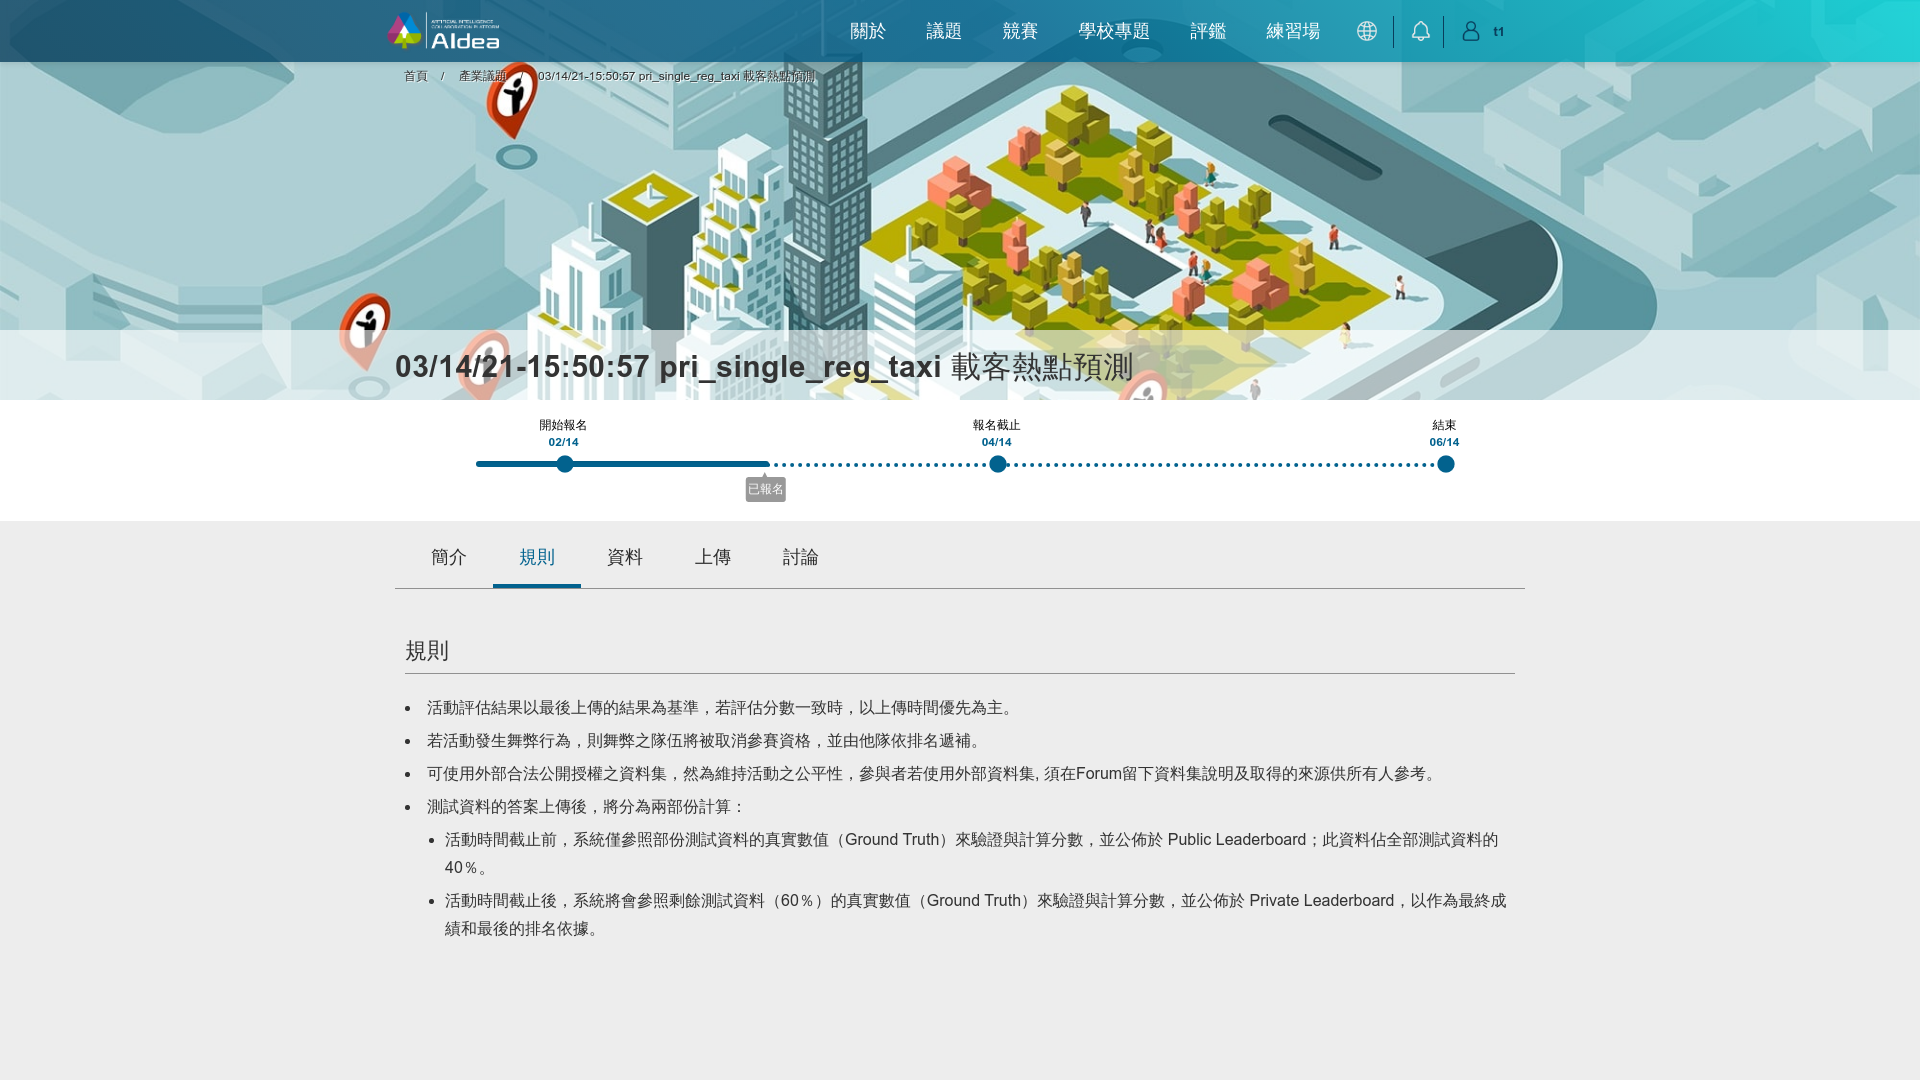 ARTIFICIAL INTELLIGENCE
COLLABORATION PLATFORM
AIdea
關於
議題
競賽
學校專題
評鑑
練習場
t1
首頁 / 產業議題 / 03/14/21-15:50:57 pri_single_reg_taxi 載客熱點預測
03/14/21-15:50:57 pri_single_reg_taxi 載客熱點預測
開始報名
02/14
報名截止
04/14
結束
06/14
已報名
簡介
規則
資料
上傳
討論
規則
活動評估結果以最後上傳的結果為基準，若評估分數一致時，以上傳時間優先為主。
若活動發生舞弊行為，則舞弊之隊伍將被取消參賽資格，並由他隊依排名遞補。
可使用外部合法公開授權之資料集，然為維持活動之公平性，參與者若使用外部資料集, 須在Forum留下資料集說明及取得的來源供所有人參考。
測試資料的答案上傳後，將分為兩部份計算：
活動時間截止前，系統僅參照部份測試資料的真實數值（Ground Truth）來驗證與計算分數，並公佈於 Public Leaderboard；此資料佔全部測試資料的
40％。
活動時間截止後，系統將會參照剩餘測試資料（60％）的真實數值（Ground Truth）來驗證與計算分數，並公佈於 Private Leaderboard，以作為最終成
績和最後的排名依據。